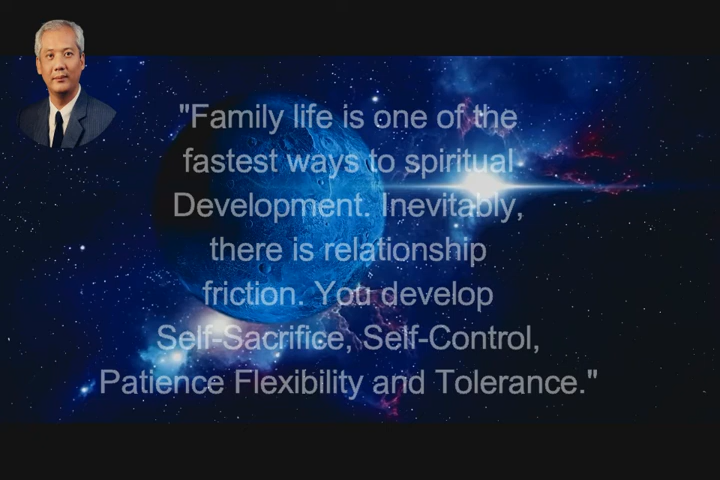 "Family life is one of the
fastest ways to spiritual
Development. Inevitably,
there is relationship
friction. You develop
Self-Sacrifice, Self-Control,
Patience Flexibility and Tolerance."